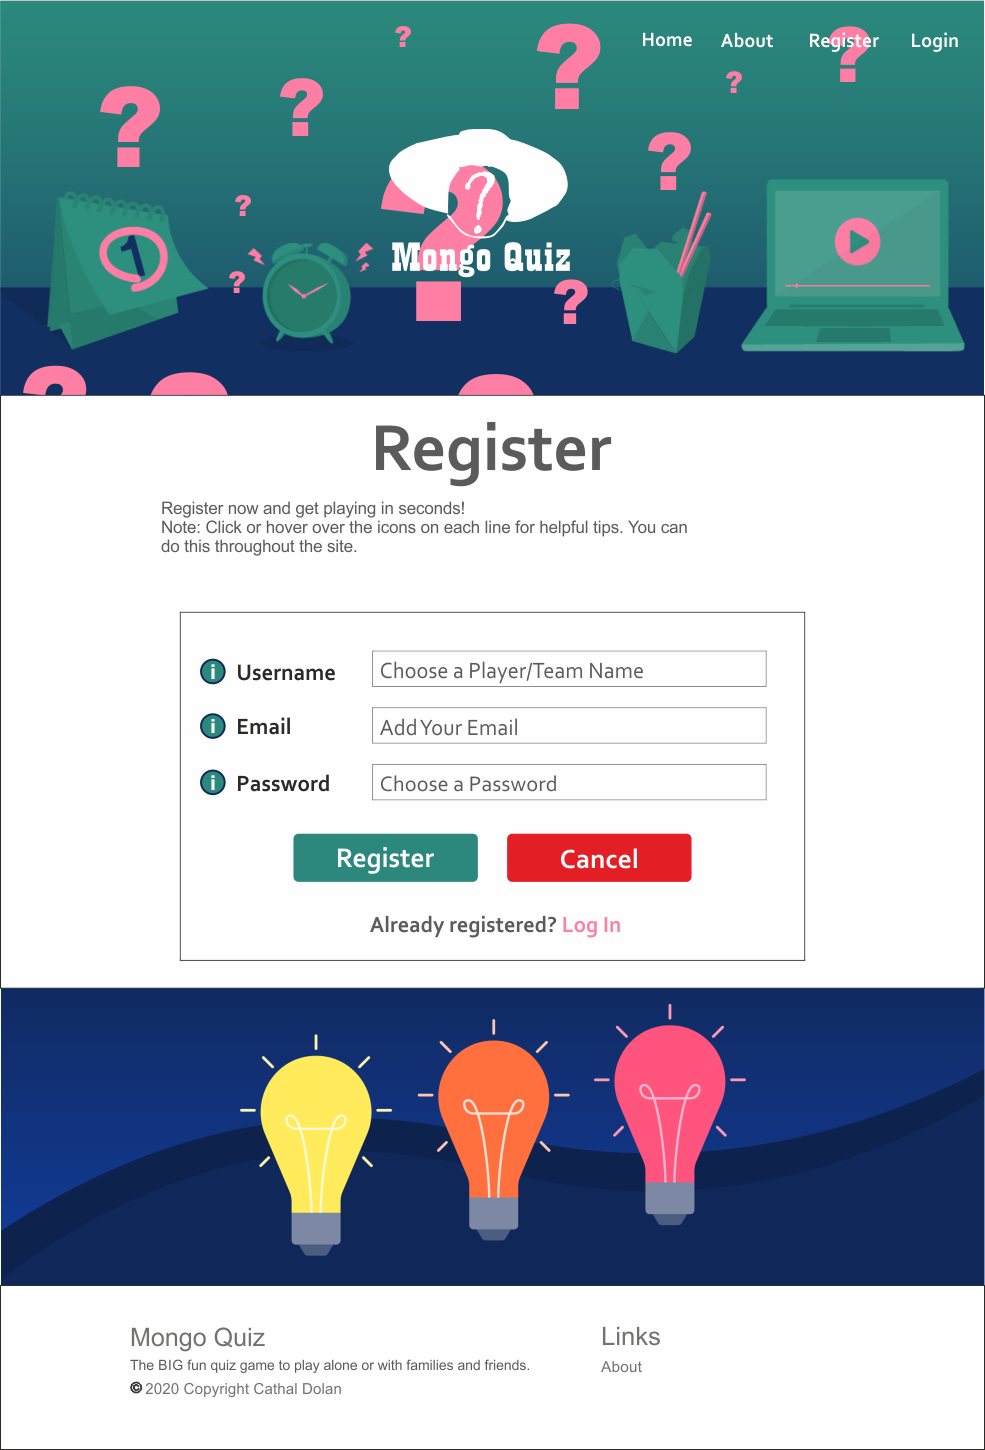 Home About Register Login
? ? ? ? ? ? ? ? ? ?
1
?
Mongo Quiz
? ? ?
Register
Register now and get playing in seconds!
Note: Click or hover over the icons on each line for helpful tips. You can
do this throughout the site.
i Username Choose a Player/Team Name
i Email Add Your Email
i Password Choose a Password
Register Cancel
Already registered? Log In
Mongo Quiz
The BIG fun quiz game to play alone or with families and friends.
© 2020 Copyright Cathal Dolan
Links
About